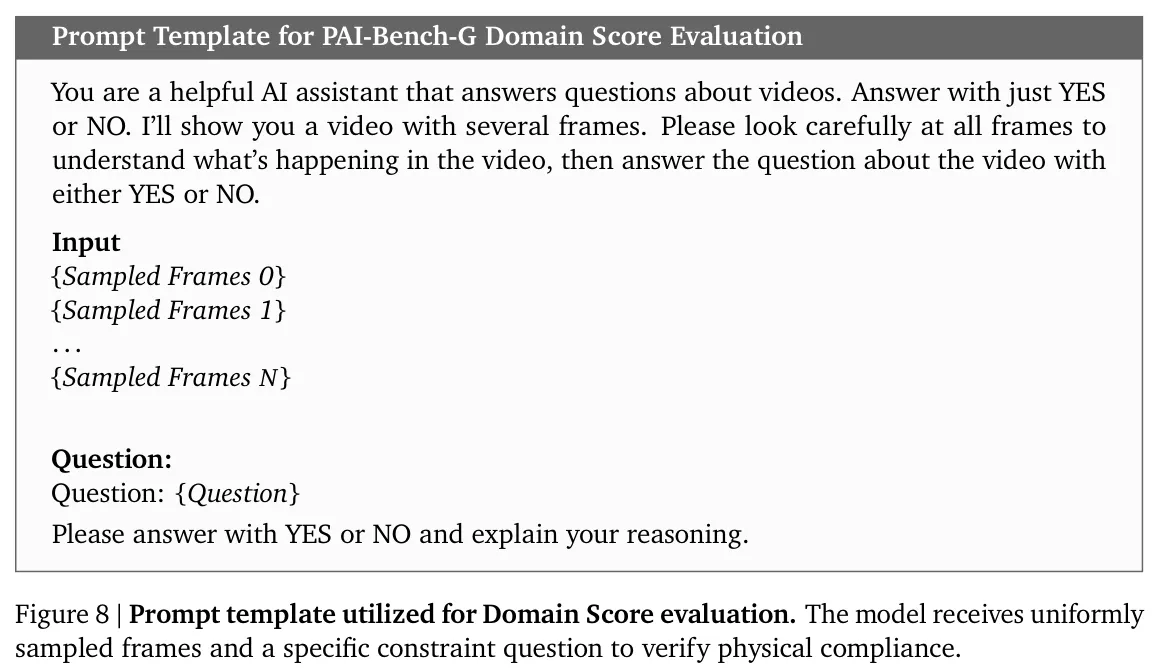 Prompt Template for PAI-Bench-G Domain Score Evaluation
You are a helpful AI assistant that answers questions about videos. Answer with just YES
or NO. I’ll show you a video with several frames. Please look carefully at all frames to
understand what’s happening in the video, then answer the question about the video with
either YES or NO.
Input
{Sampled Frames 0}
{Sampled Frames 1}
...
{Sampled Frames N}
Question:
Question: {Question}
Please answer with YES or NO and explain your reasoning.
Figure 8 | Prompt template utilized for Domain Score evaluation. The model receives uniformly
sampled frames and a specific constraint question to verify physical compliance.